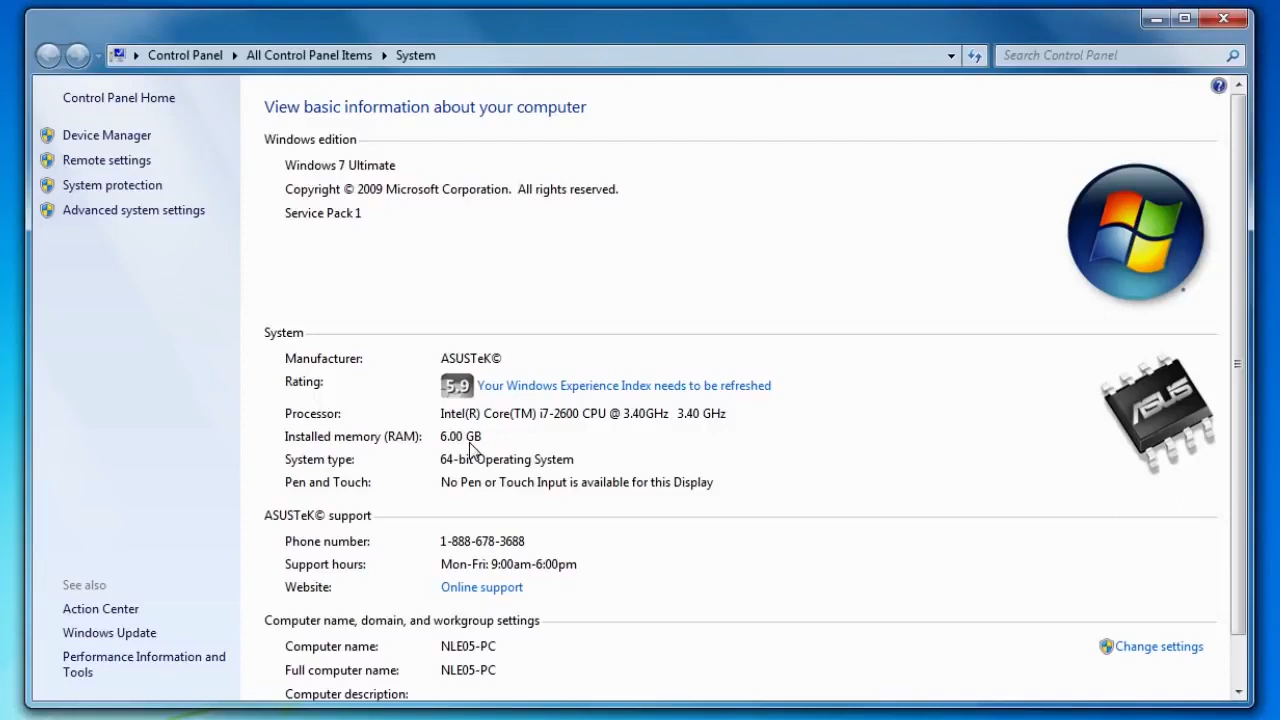 Control Panel
All Control Panel Items
System
Search Control Panel
Control Panel Home
Device Manager
Remote settings
System protection
Advanced system settings
See also
Action Center
Windows Update
Performance Information and
Tools
View basic information about your computer
Windows edition
Windows 7 Ultimate
Copyright © 2009 Microsoft Corporation. All rights reserved.
Service Pack 1
System
Manufacturer: ASUSTeK©
Rating: 5.9 Your Windows Experience Index needs to be refreshed
Processor: Intel(R) Core(TM) i7-2600 CPU @ 3.40GHz 3.40 GHz
Installed memory (RAM): 6.00 GB
System type: 64-bit Operating System
Pen and Touch: No Pen or Touch Input is available for this Display
ASUS
ASUSTeK© support
Phone number: 1-888-678-3688
Support hours: Mon-Fri: 9:00am-6:00pm
Website: Online support
Computer name, domain, and workgroup settings
Computer name: NLE05-PC Change settings
Full computer name: NLE05-PC
Computer description: